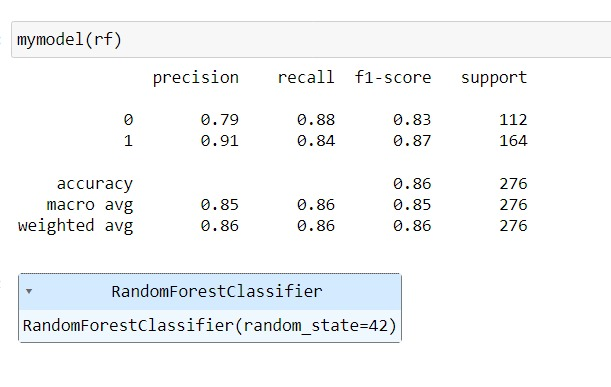 mymodel(rf)
precision recall f1-score support
0 0.79 0.88 0.83 112
1 0.91 0.84 0.87 164
accuracy 0.86 276
macro avg 0.85 0.86 0.85 276
weighted avg 0.86 0.86 0.86 276
RandomForestClassifier
RandomForestClassifier(random_state=42)